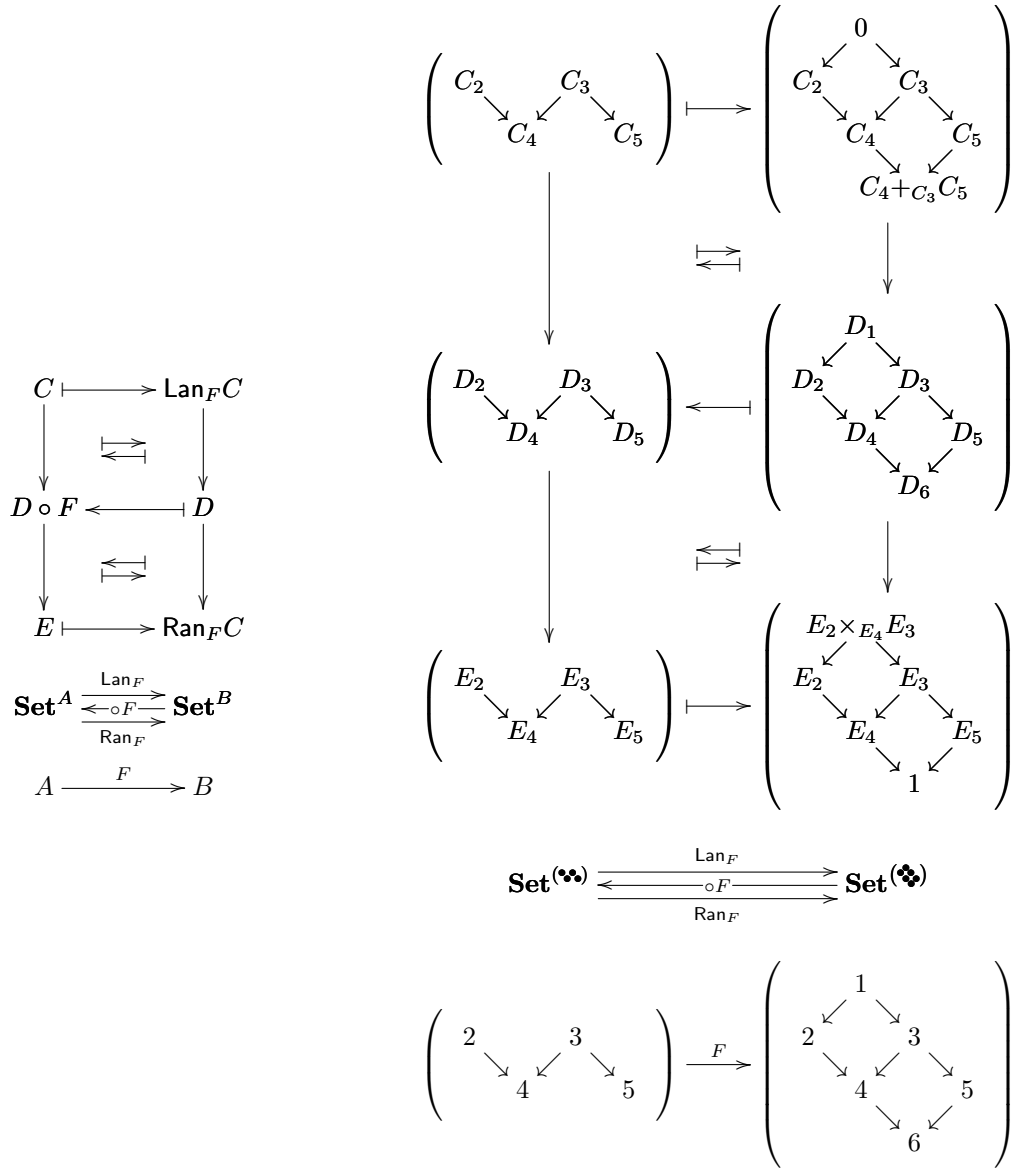 C Lan_F C
D ∘ F D
E Ran_F C
Lan_F
Set^A ∘F Set^B
Ran_F
A F B
0
C_2 C_3 C_2 C_3
C_4 C_5 C_4 C_5
C_4 +_{C_3} C_5
D_1
D_2 D_3 D_2 D_3
D_4 D_5 D_4 D_5
D_6
E_2 ×_{E_4} E_3
E_2 E_3 E_2 E_3
E_4 E_5 E_4 E_5
1
Lan_F
Set ∘F Set
Ran_F
1
2 3 F 2 3
4 5 4 5
6